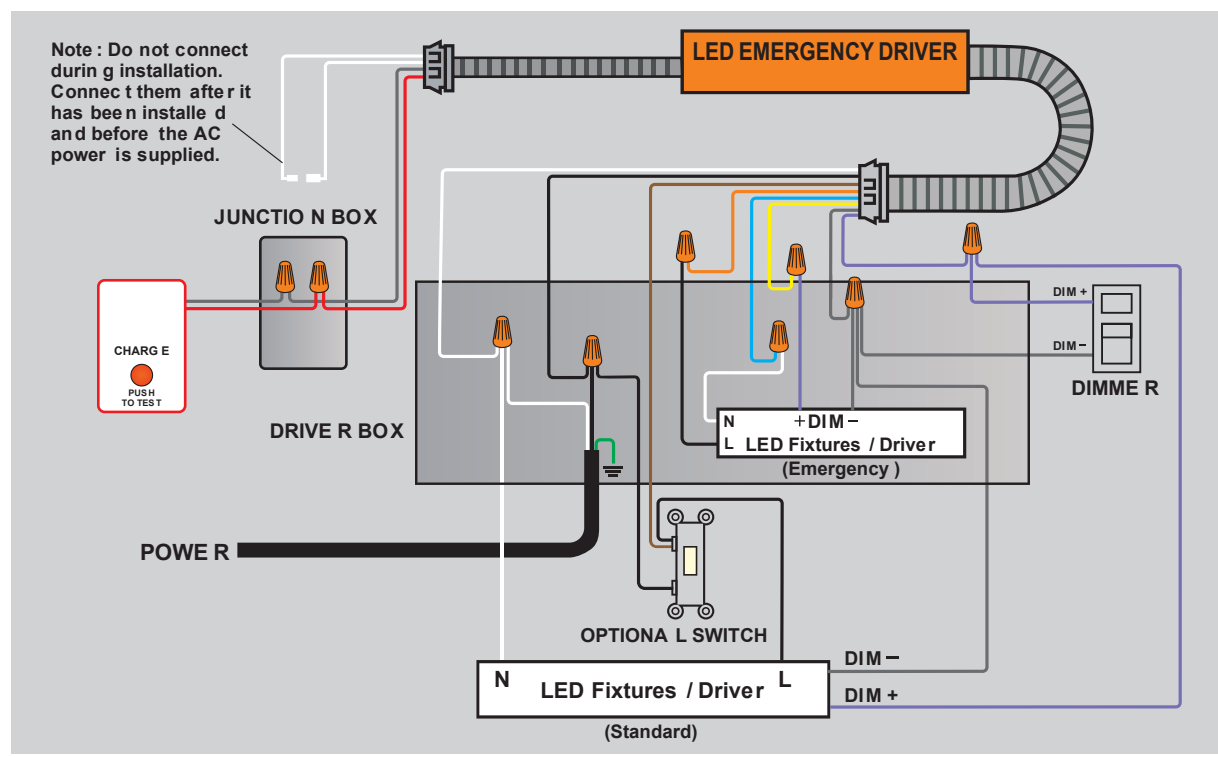 Note : Do not connect
durin g installation.
Connec t them afte r it
has bee n installe d
an d before the AC
power is supplied.
LED EMERGENCY DRIVER
JUNCTIO N BOX
CHARG E
PUS H
TO TEST
DIM +
DIM −
DIMME R
DRIVE R BOX
N + DIM −
L LED Fixtures / Driver
(Emergency )
POWE R
OPTIONA L SWITCH
N LED Fixtures / Driver L
(Standard)
DIM −
DIM +